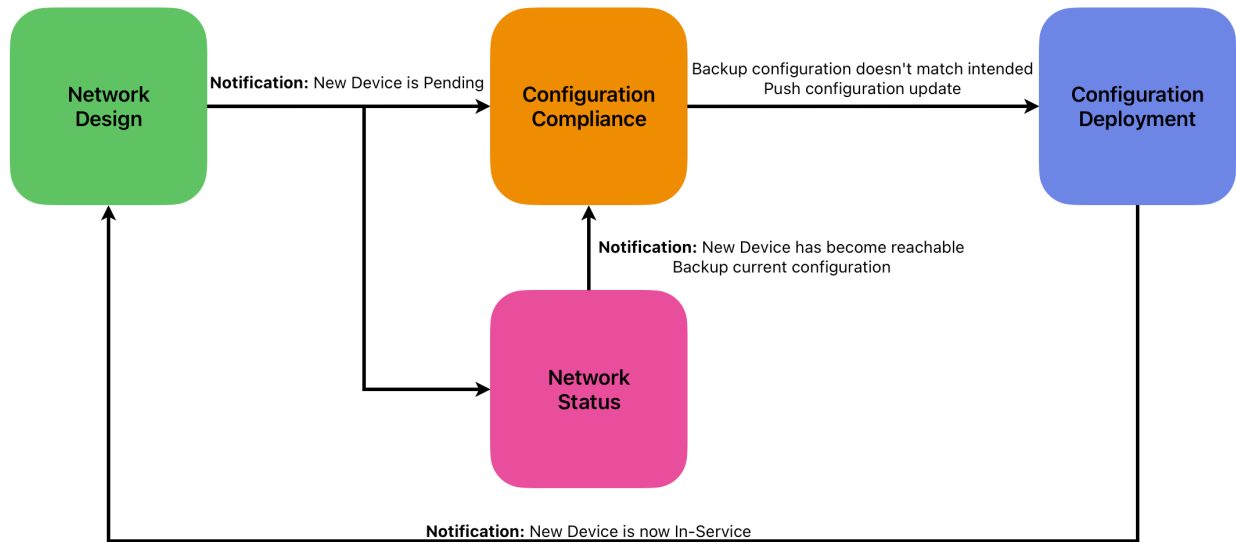 Network
Design
Notification: New Device is Pending
Configuration
Compliance
Backup configuration doesn't match intended
Push configuration update
Configuration
Deployment
Notification: New Device has become reachable
Backup current configuration
Network
Status
Notification: New Device is now In-Service